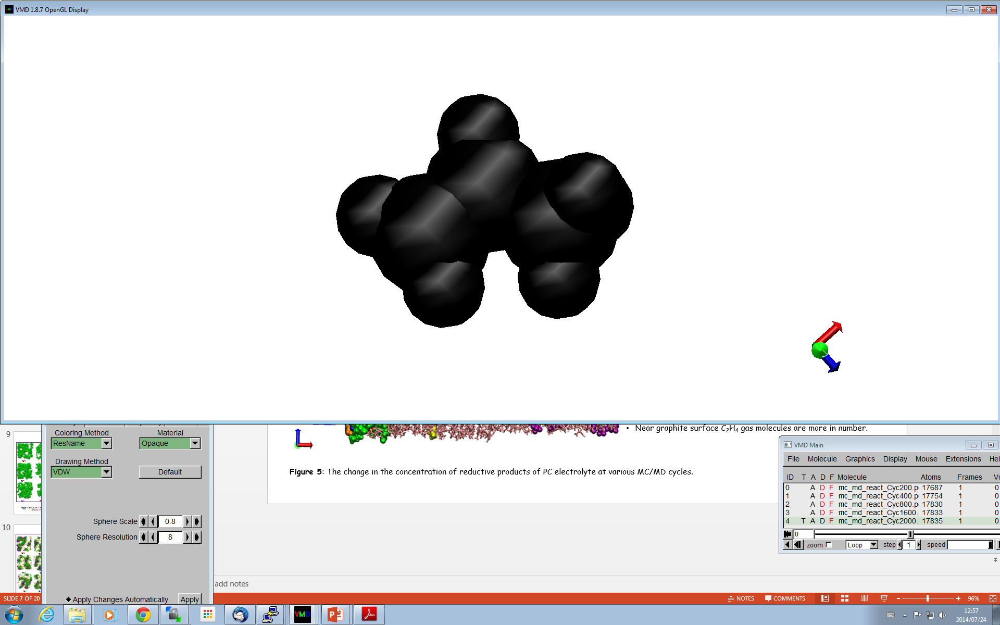 VMD 1.8.7 OpenGL Display
9
10
Coloring Method
Material
ResName
Opaque
Drawing Method
VDW
Default
Sphere Scale
0.8
Sphere Resolution
8
Apply Changes Automatically
Apply
• Near graphite surface C₂H₄ gas molecules are more in number.
Figure 5: The change in the concentration of reductive products of PC electrolyte at various MC/MD cycles.
VMD Main
File Molecule Graphics Display Mouse Extensions Hel
ID T A D F Molecule Atoms Frames Vo
0 A D F mc_md_react_Cyc200.p 17687 1 0
1 A D F mc_md_react_Cyc400.p 17754 1 0
2 A D F mc_md_react_Cyc800.p 17830 1 0
3 A D F mc_md_react_Cyc1600. 17833 1 0
4 T A D F mc_md_react_Cyc2000. 17835 1 0
0
zoom Loop step 1 speed
add notes
SLIDE 7 OF 20
NOTES COMMENTS
96%
VMD
12:57
2014/07/24